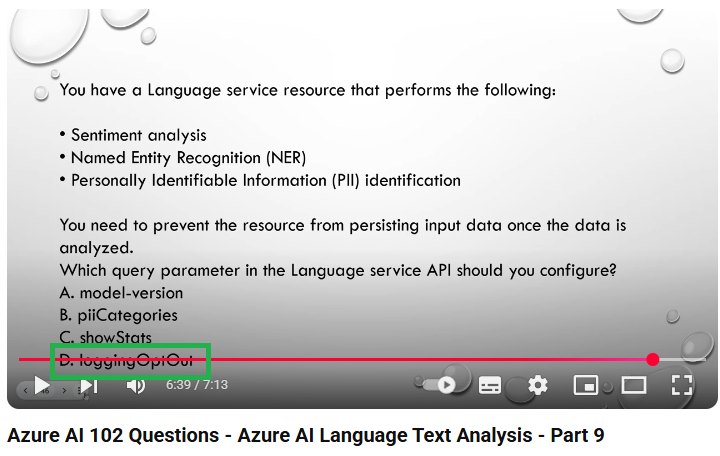 You have a Language service resource that performs the following:
• Sentiment analysis
• Named Entity Recognition (NER)
• Personally Identifiable Information (PII) identification
You need to prevent the resource from persisting input data once the data is
analyzed.
Which query parameter in the Language service API should you configure?
A. model-version
B. piiCategories
C. showStats
D. loggingOptOut
6:39 / 7:13
Azure AI 102 Questions - Azure AI Language Text Analysis - Part 9